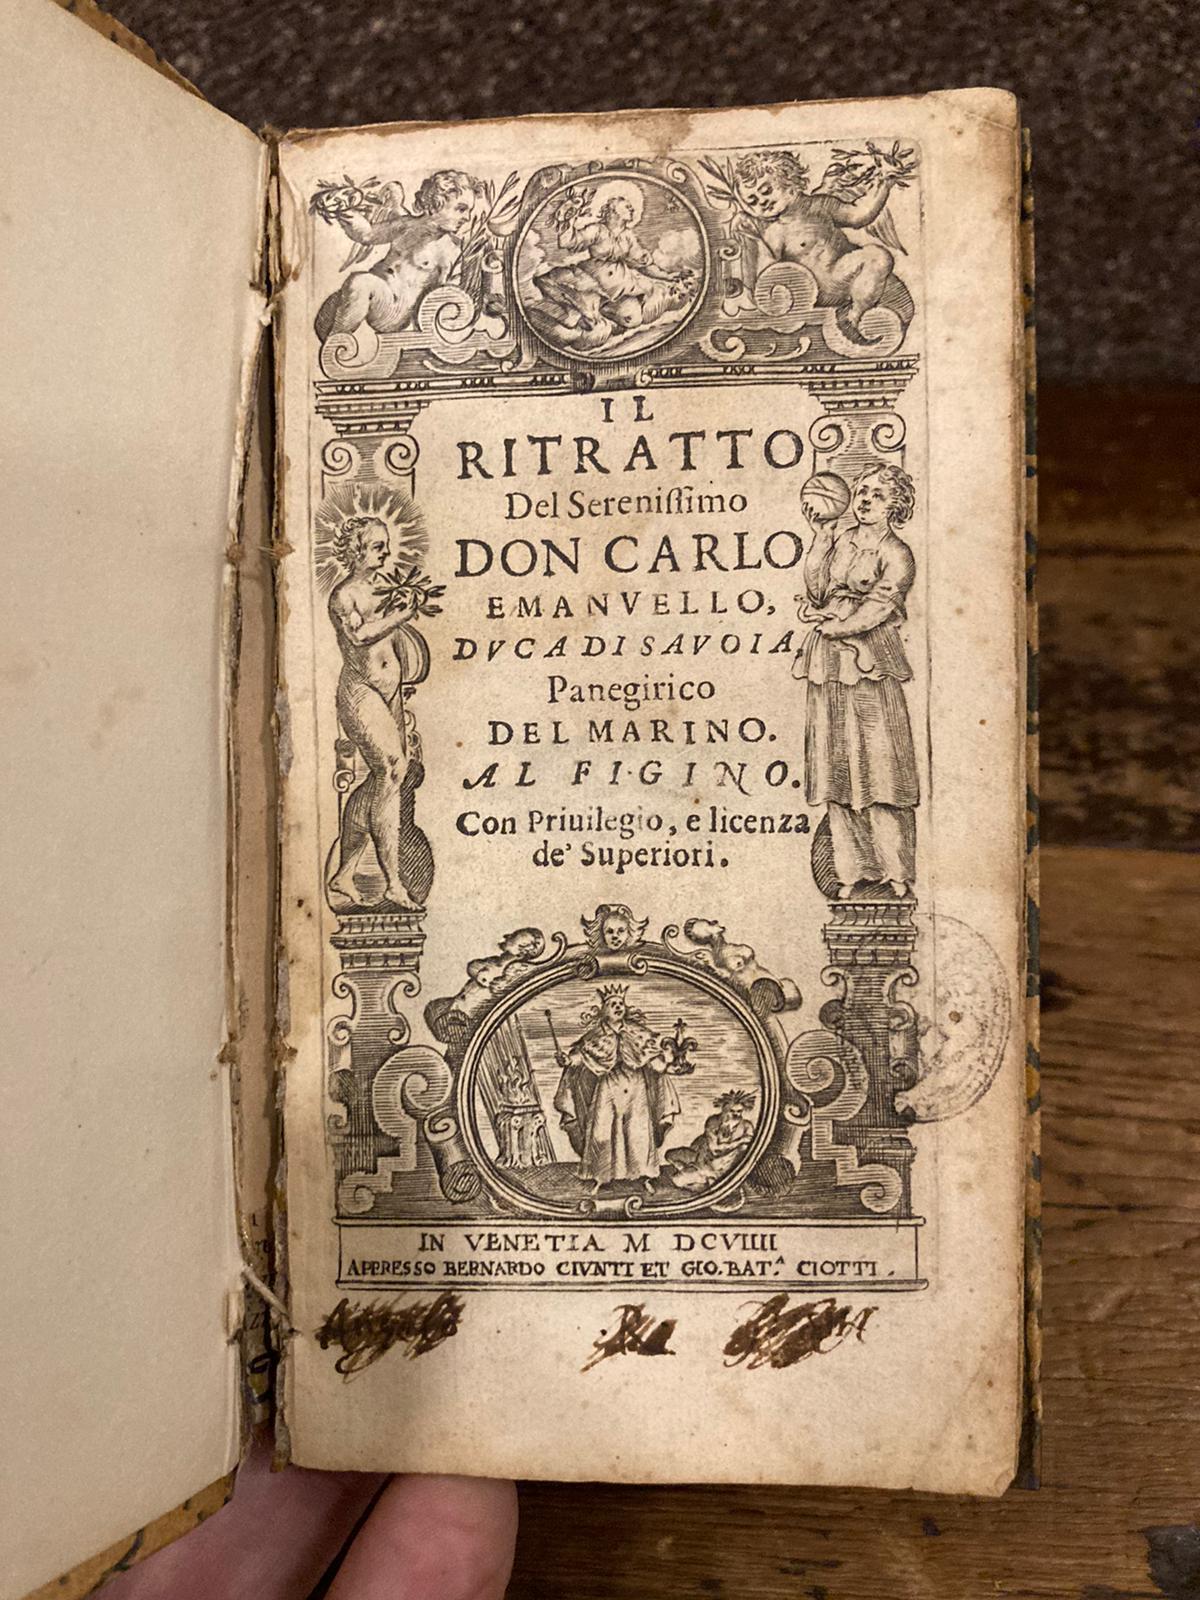 IL
RITRATTO
Del Sereniſſimo
DON CARLO
EMANVELLO,
DVCA DI SAVOIA,
Panegirico
DEL MARINO.
AL FIGINO.
Con Priuilegio, e licenza
de' Superiori.
IN VENETIA M DCVIIII
APPRESSO BERNARDO GIVNTI ET GIO. BAT.A CIOTTI.